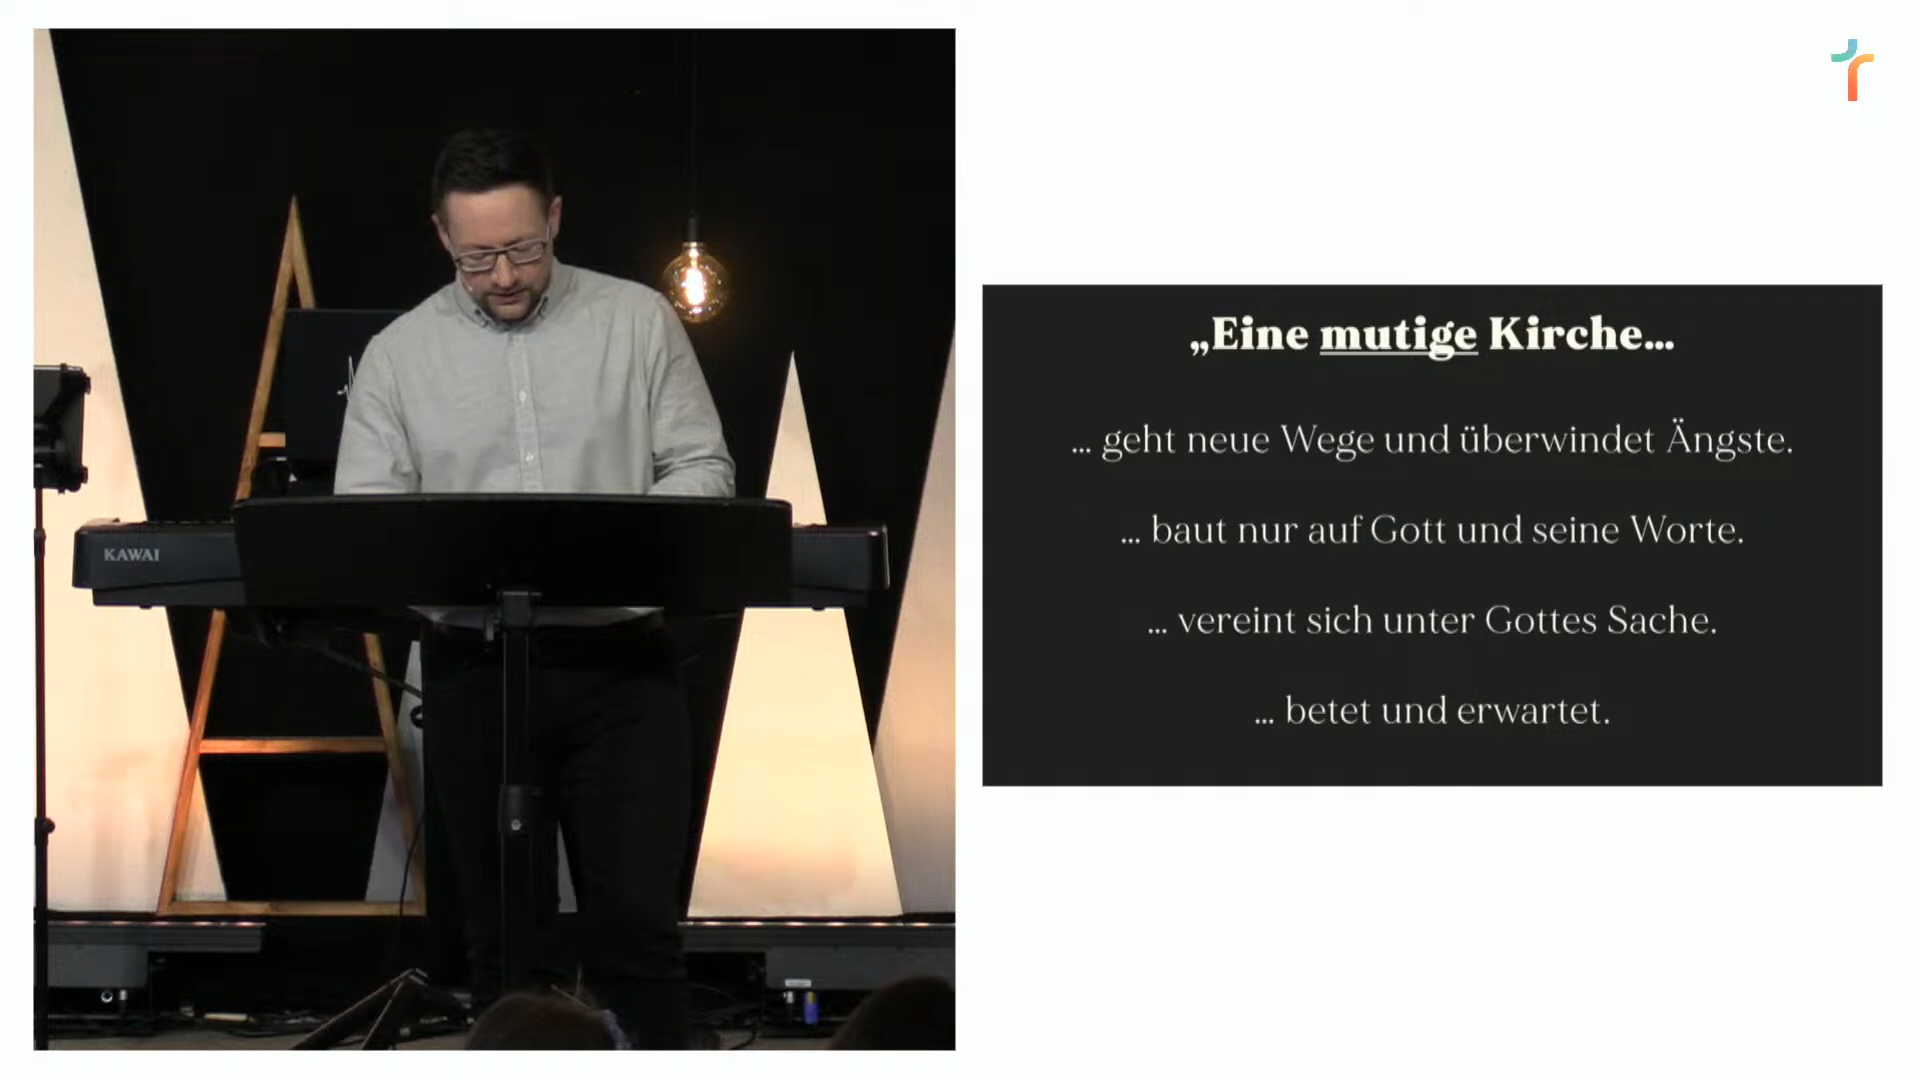 KAWAI
„Eine mutige Kirche...
... geht neue Wege und überwindet Ängste.
... baut nur auf Gott und seine Worte.
... vereint sich unter Gottes Sache.
... betet und erwartet.